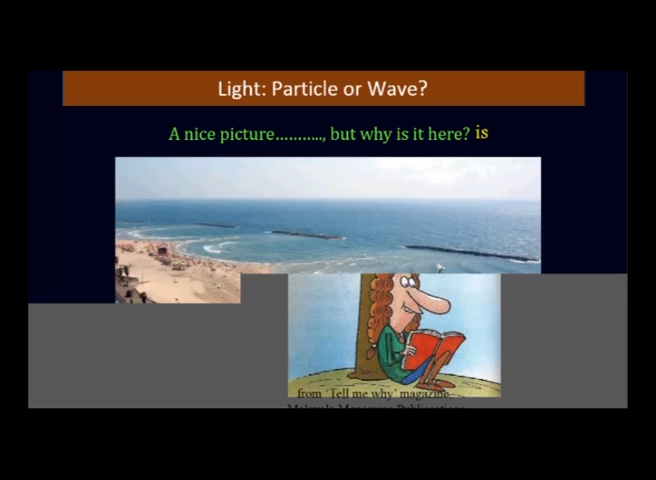 Light: Particle or Wave?
A nice picture..........., but why is it here? is
from 'Tell me why' magazine